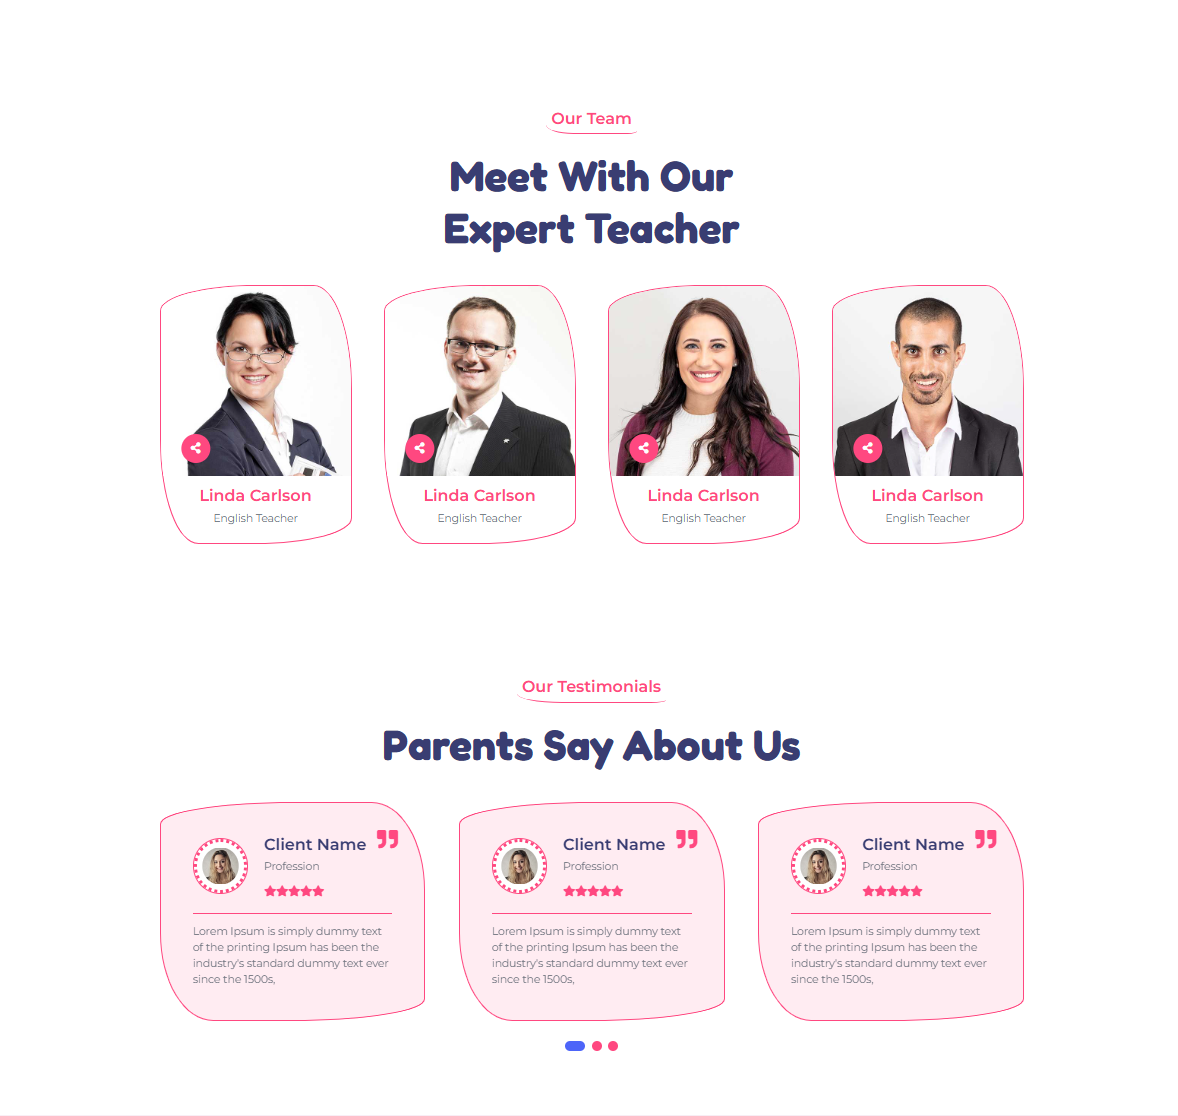 Our Team
Meet With Our
Expert Teacher
Linda Carlson
English Teacher
Linda Carlson
English Teacher
Linda Carlson
English Teacher
Linda Carlson
English Teacher
Our Testimonials
Parents Say About Us
Client Name
Profession
Lorem Ipsum is simply dummy text
of the printing Ipsum has been the
industry's standard dummy text ever
since the 1500s,
Client Name
Profession
Lorem Ipsum is simply dummy text
of the printing Ipsum has been the
industry's standard dummy text ever
since the 1500s,
Client Name
Profession
Lorem Ipsum is simply dummy text
of the printing Ipsum has been the
industry's standard dummy text ever
since the 1500s,